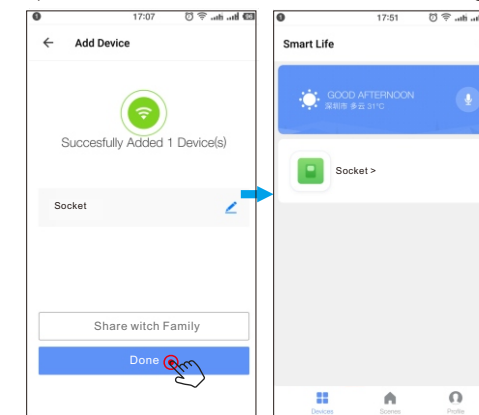 17:07
Add Device
Succesfully Added 1 Device(s)
Socket
Share witch Family
Done
17:51
Smart Life
GOOD AFTERNOON
深圳市 多云 31°C
Socket >
Devices
Scenes
Profile